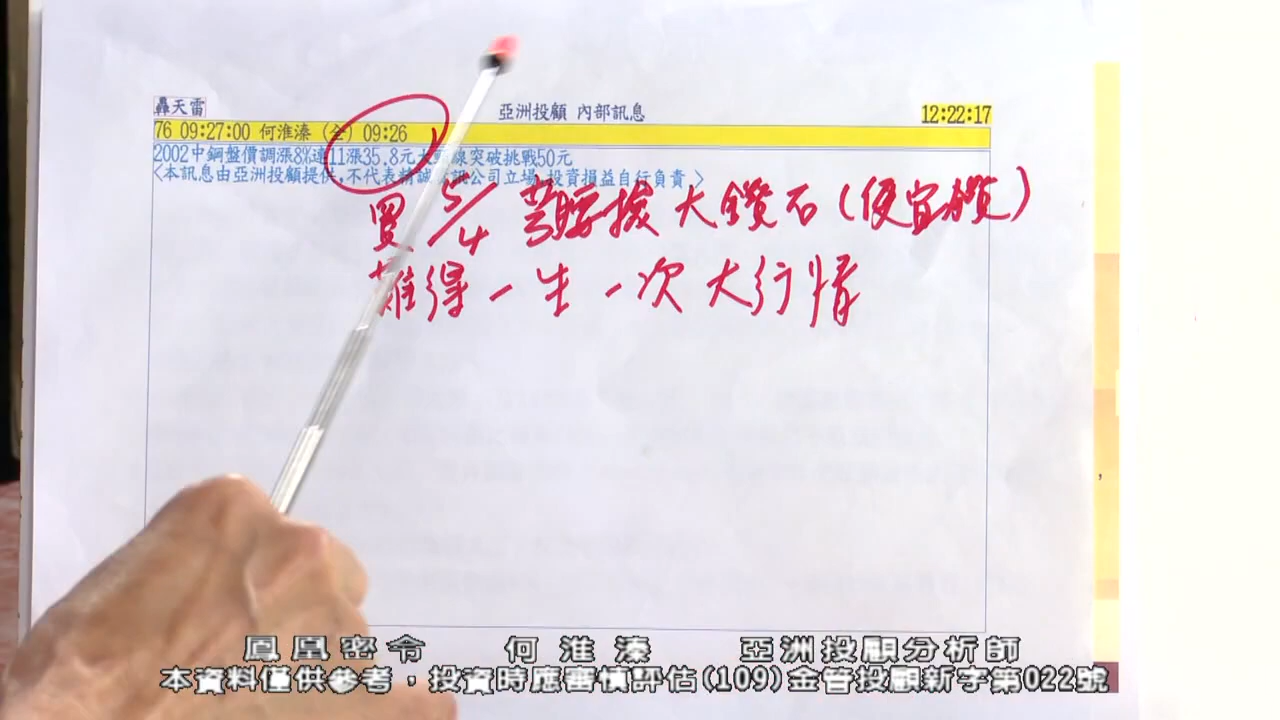 轟天雷 亞洲投顧 內部訊息 12:22:17
76 09:27:00 何淮溱 (全) 09:26
2002中鋼盤價調漲8%連11漲35.8元大 線突破挑戰50元
<本訊息由亞洲投顧提供,不代表精誠 訊公司立場,投資損益自行負責 >
買 5/4 彎腰撿大鑽石(便宜鑽)
難得一生一次大行情
鳳凰密令 何淮溱 亞洲投顧分析師
本資料僅供參考,投資時應審慎評估(109)金管投顧新字第022號